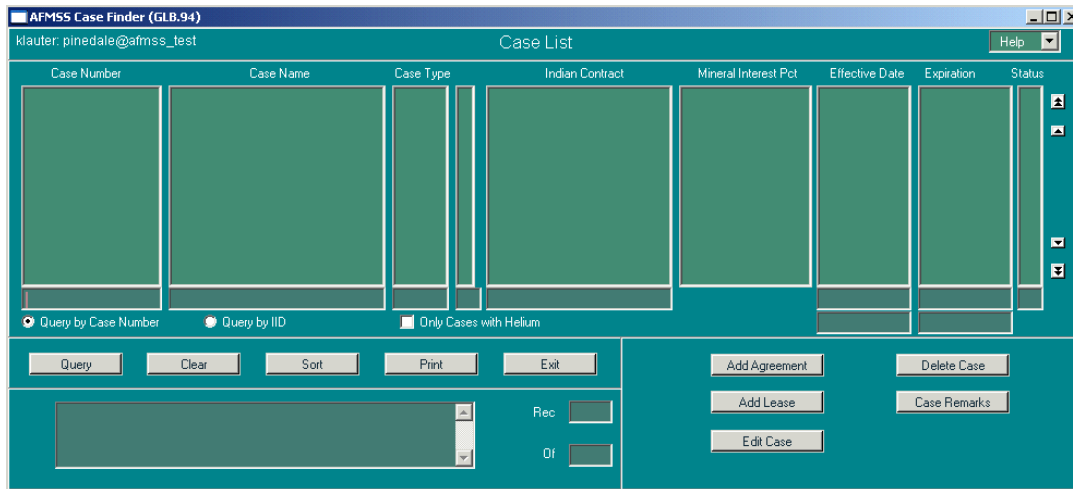 AFMSS Case Finder (GLB.94)
klauter: pinedale@afmss_test Case List Help
Case Number Case Name Case Type Indian Contract Mineral Interest Pct Effective Date Expiration Status
Query by Case Number Query by IID Only Cases with Helium
Query Clear Sort Print Exit
Add Agreement Delete Case
Rec
Add Lease Case Remarks
Of
Edit Case